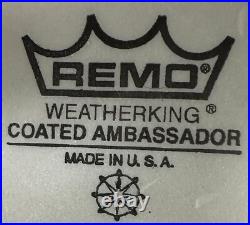 REMO®
WEATHERKING®
COATED AMBASSADOR
MADE IN U.S.A.